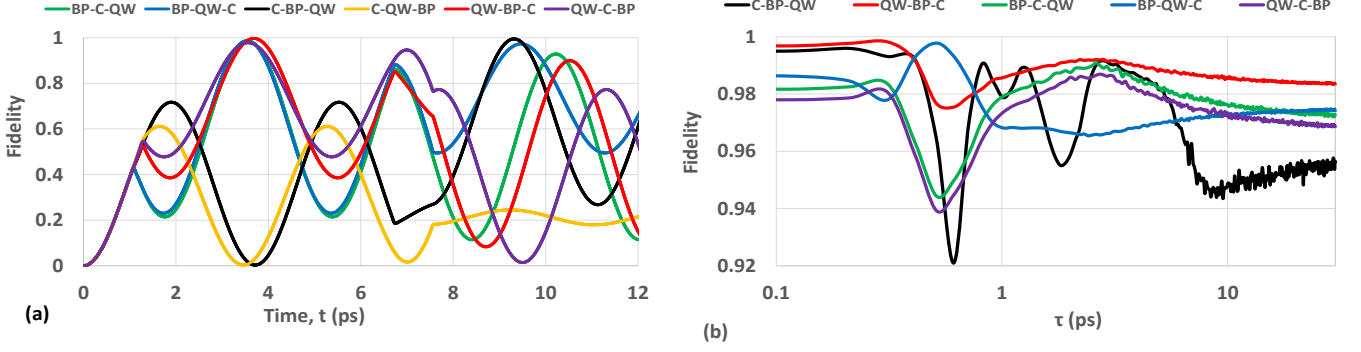 BP-C-QW BP-QW-C C-BP-QW C-QW-BP QW-BP-C QW-C-BP
1
0.8
0.6
0.4
0.2
0
Fidelity
0 2 4 6 8 10 12
Time, t (ps)
(a)
C-BP-QW QW-BP-C BP-C-QW BP-QW-C QW-C-BP
1
0.98
0.96
0.94
0.92
Fidelity
0.1 1 10
τ (ps)
(b)